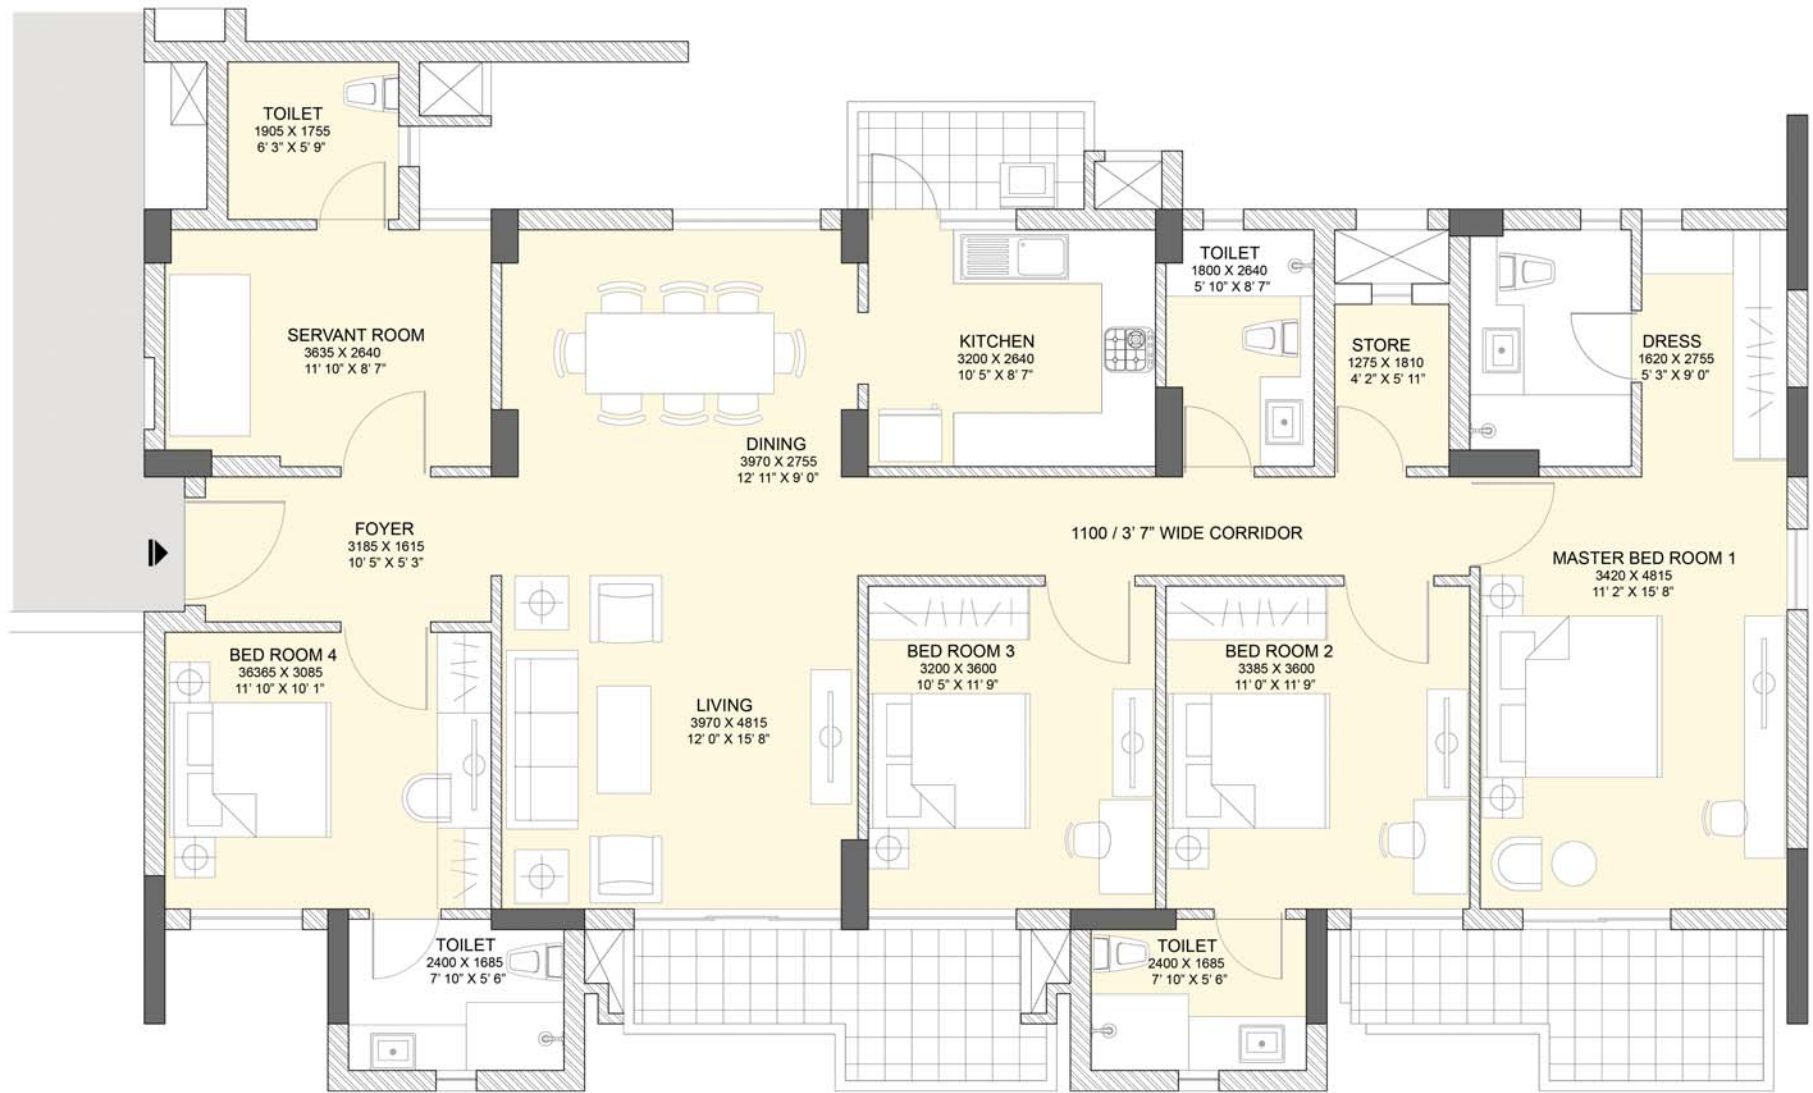 TOILET
1905 X 1755
6' 3" X 5' 9"
TOILET
1800 X 2640
5' 10" X 8' 7"
SERVANT ROOM
3635 X 2640
11' 10" X 8' 7"
KITCHEN
3200 X 2640
10' 5" X 8' 7"
STORE
1275 X 1810
4' 2" X 5' 11"
DRESS
1620 X 2755
5' 3" X 9' 0"
DINING
3970 X 2755
12' 11" X 9' 0"
FOYER
3185 X 1615
10' 5" X 5' 3"
1100 / 3' 7" WIDE CORRIDOR
MASTER BED ROOM 1
3420 X 4815
11' 2" X 15' 8"
BED ROOM 4
36365 X 3085
11' 10" X 10' 1"
LIVING
3970 X 4815
12' 0" X 15' 8"
BED ROOM 3
3200 X 3600
10' 5" X 11' 9"
BED ROOM 2
3385 X 3600
11' 0" X 11' 9"
TOILET
2400 X 1685
7' 10" X 5' 6"
TOILET
2400 X 1685
7' 10" X 5' 6"